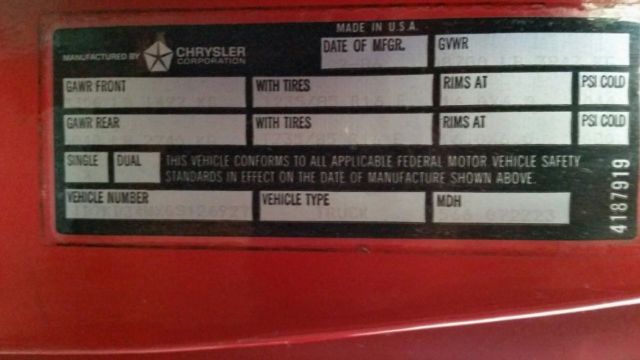 MADE IN U.S.A.
MANUFACTURED BY CHRYSLER CORPORATION
DATE OF MFGR. GVWR
GAWR FRONT WITH TIRES RIMS AT PSI COLD
GAWR REAR WITH TIRES RIMS AT PSI COLD
SINGLE DUAL THIS VEHICLE CONFORMS TO ALL APPLICABLE FEDERAL MOTOR VEHICLE SAFETY
STANDARDS IN EFFECT ON THE DATE OF MANUFACTURE SHOWN ABOVE.
VEHICLE NUMBER VEHICLE TYPE MDH
TRUCK
4187919